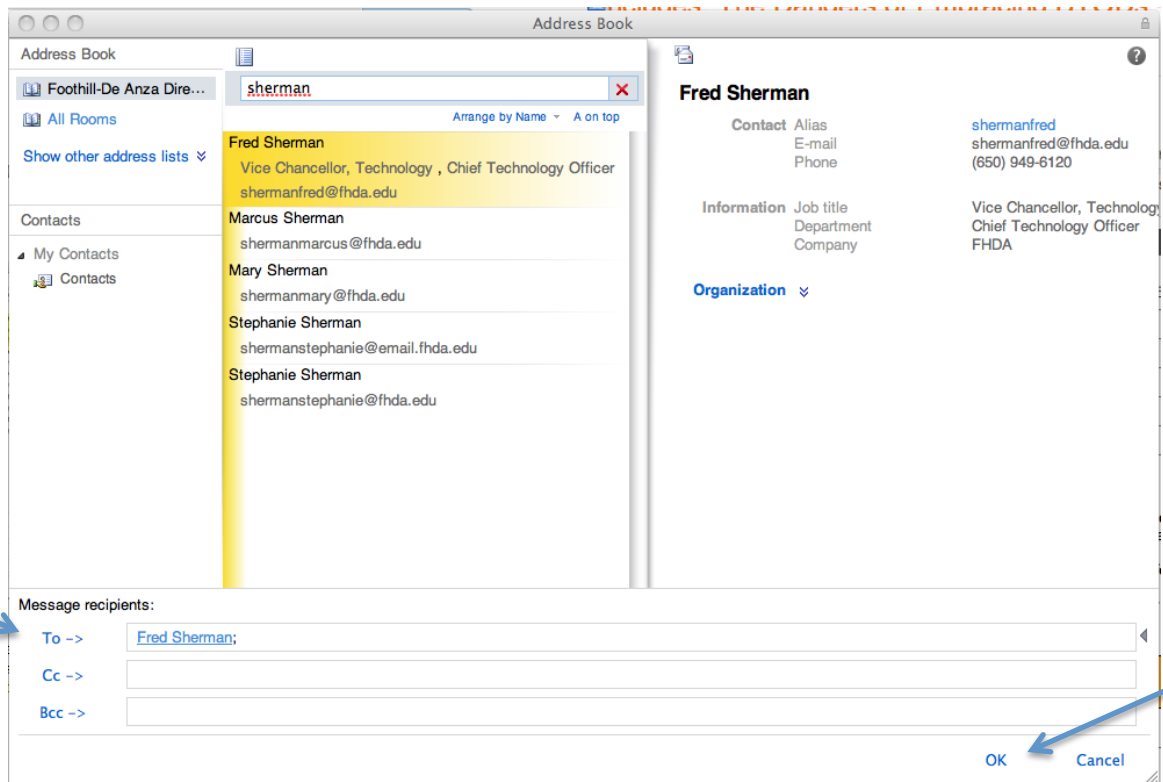 Address Book
Address Book
Foothill-De Anza Dire...
All Rooms
Show other address lists
Contacts
My Contacts
Contacts
sherman
Arrange by Name A on top
Fred Sherman
Vice Chancellor, Technology , Chief Technology Officer
shermanfred@fhda.edu
Marcus Sherman
shermanmarcus@fhda.edu
Mary Sherman
shermanmary@fhda.edu
Stephanie Sherman
shermanstephanie@email.fhda.edu
Stephanie Sherman
shermanstephanie@fhda.edu
Fred Sherman
Contact Alias shermanfred
E-mail shermanfred@fhda.edu
Phone (650) 949-6120
Information Job title Vice Chancellor, Technology
Department Chief Technology Officer
Company FHDA
Organization
Message recipients:
To -> Fred Sherman;
Cc ->
Bcc ->
OK Cancel